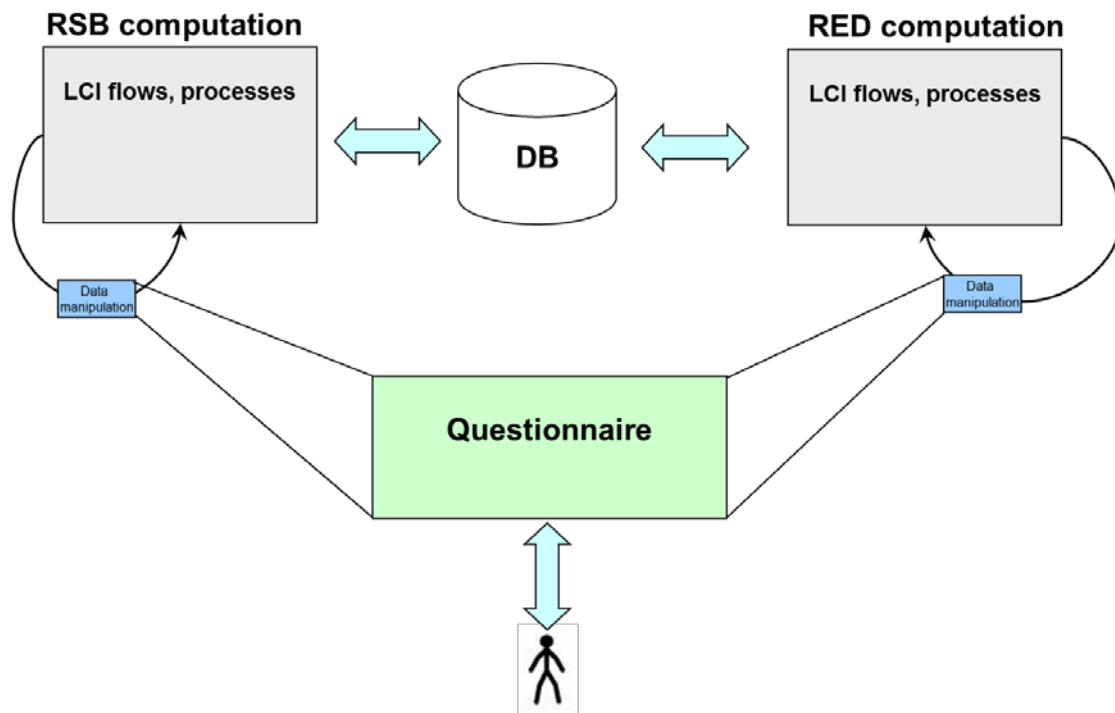 RSB computation
RED computation
LCI flows, processes
LCI flows, processes
DB
Data
manipulation
Data
manipulation
Questionnaire